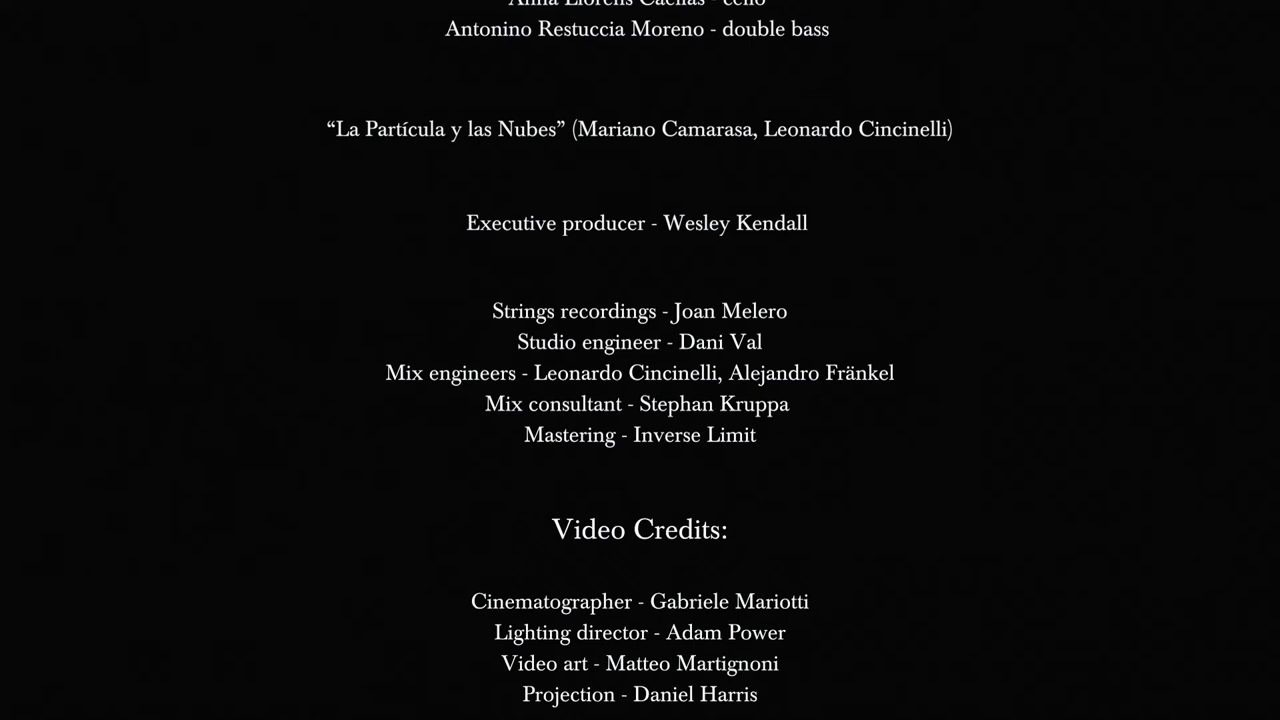 Antonino Restuccia Moreno - double bass
“La Partícula y las Nubes” (Mariano Camarasa, Leonardo Cincinelli)
Executive producer - Wesley Kendall
Strings recordings - Joan Melero
Studio engineer - Dani Val
Mix engineers - Leonardo Cincinelli, Alejandro Fränkel
Mix consultant - Stephan Kruppa
Mastering - Inverse Limit
Video Credits:
Cinematographer - Gabriele Mariotti
Lighting director - Adam Power
Video art - Matteo Martignoni
Projection - Daniel Harris